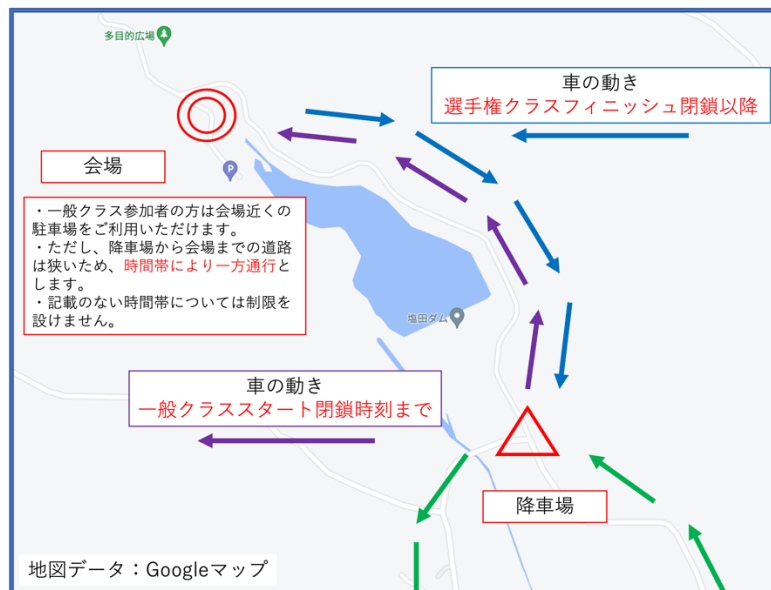 多目的広場
車の動き
選手権クラスフィニッシュ閉鎖以降
会場
P
・一般クラス参加者の方は会場近くの
駐車場をご利用いただけます。
・ただし、降車場から会場までの道路
は狭いため、時間帯により一方通行と
します。
・記載のない時間帯については制限を
設けません。
塩田ダム
車の動き
一般クラススタート閉鎖時刻まで
降車場
地図データ：Googleマップ